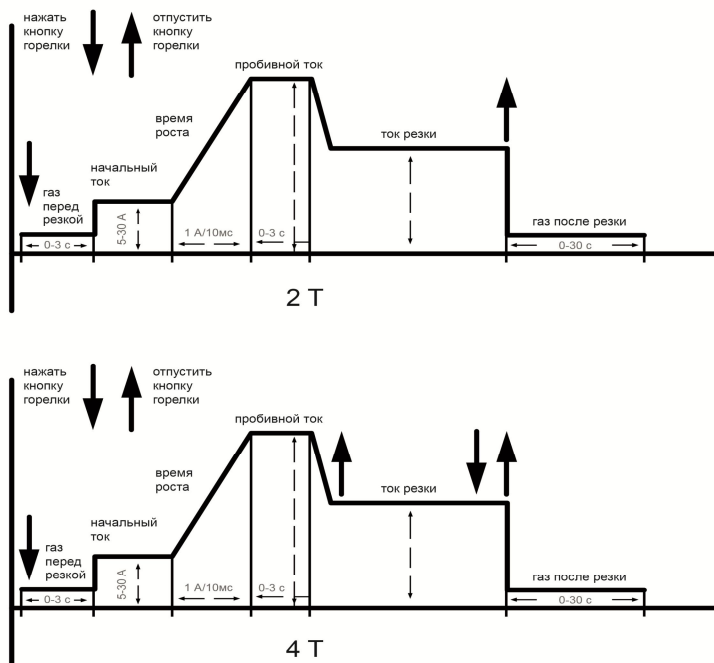 нажать
кнопку
горелки
отпустить
кнопку
горелки
пробивной ток
время
роста
ток резки
начальный
ток
газ
перед
резкой
газ после резки
0-3 с
5-30 А
1 А/10мс
0-3 с
0-30 с
2 Т
нажать
кнопку
горелки
отпустить
кнопку
горелки
пробивной ток
время
роста
ток резки
начальный
ток
газ
перед
резкой
газ после резки
0-3 с
5-30 А
1 А/10мс
0-3 с
0-30 с
4 Т